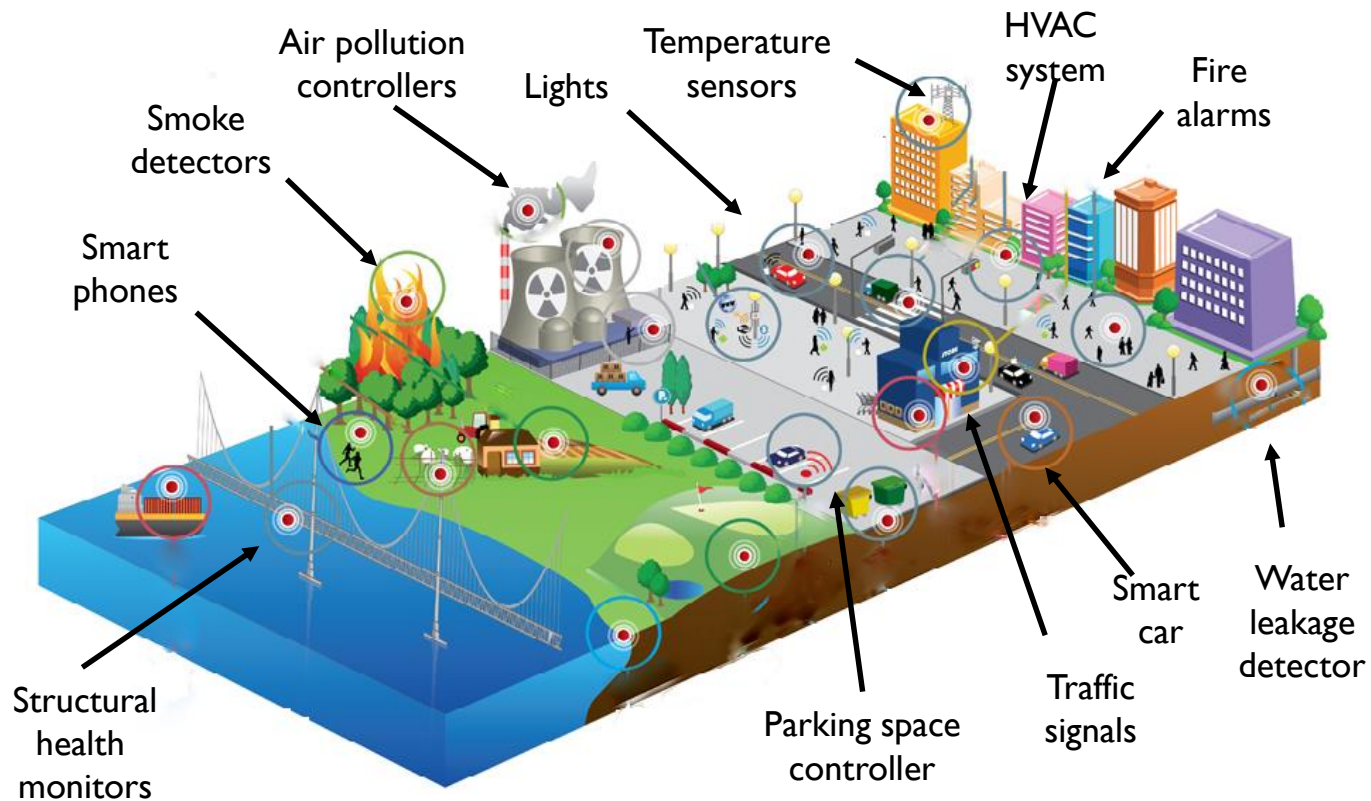 Air pollution
controllers
Lights
Temperature
sensors
HVAC
system
Fire
alarms
Smoke
detectors
Smart
phones
STORE
P
Structural
health
monitors
Parking space
controller
Traffic
signals
Smart
car
Water
leakage
detector